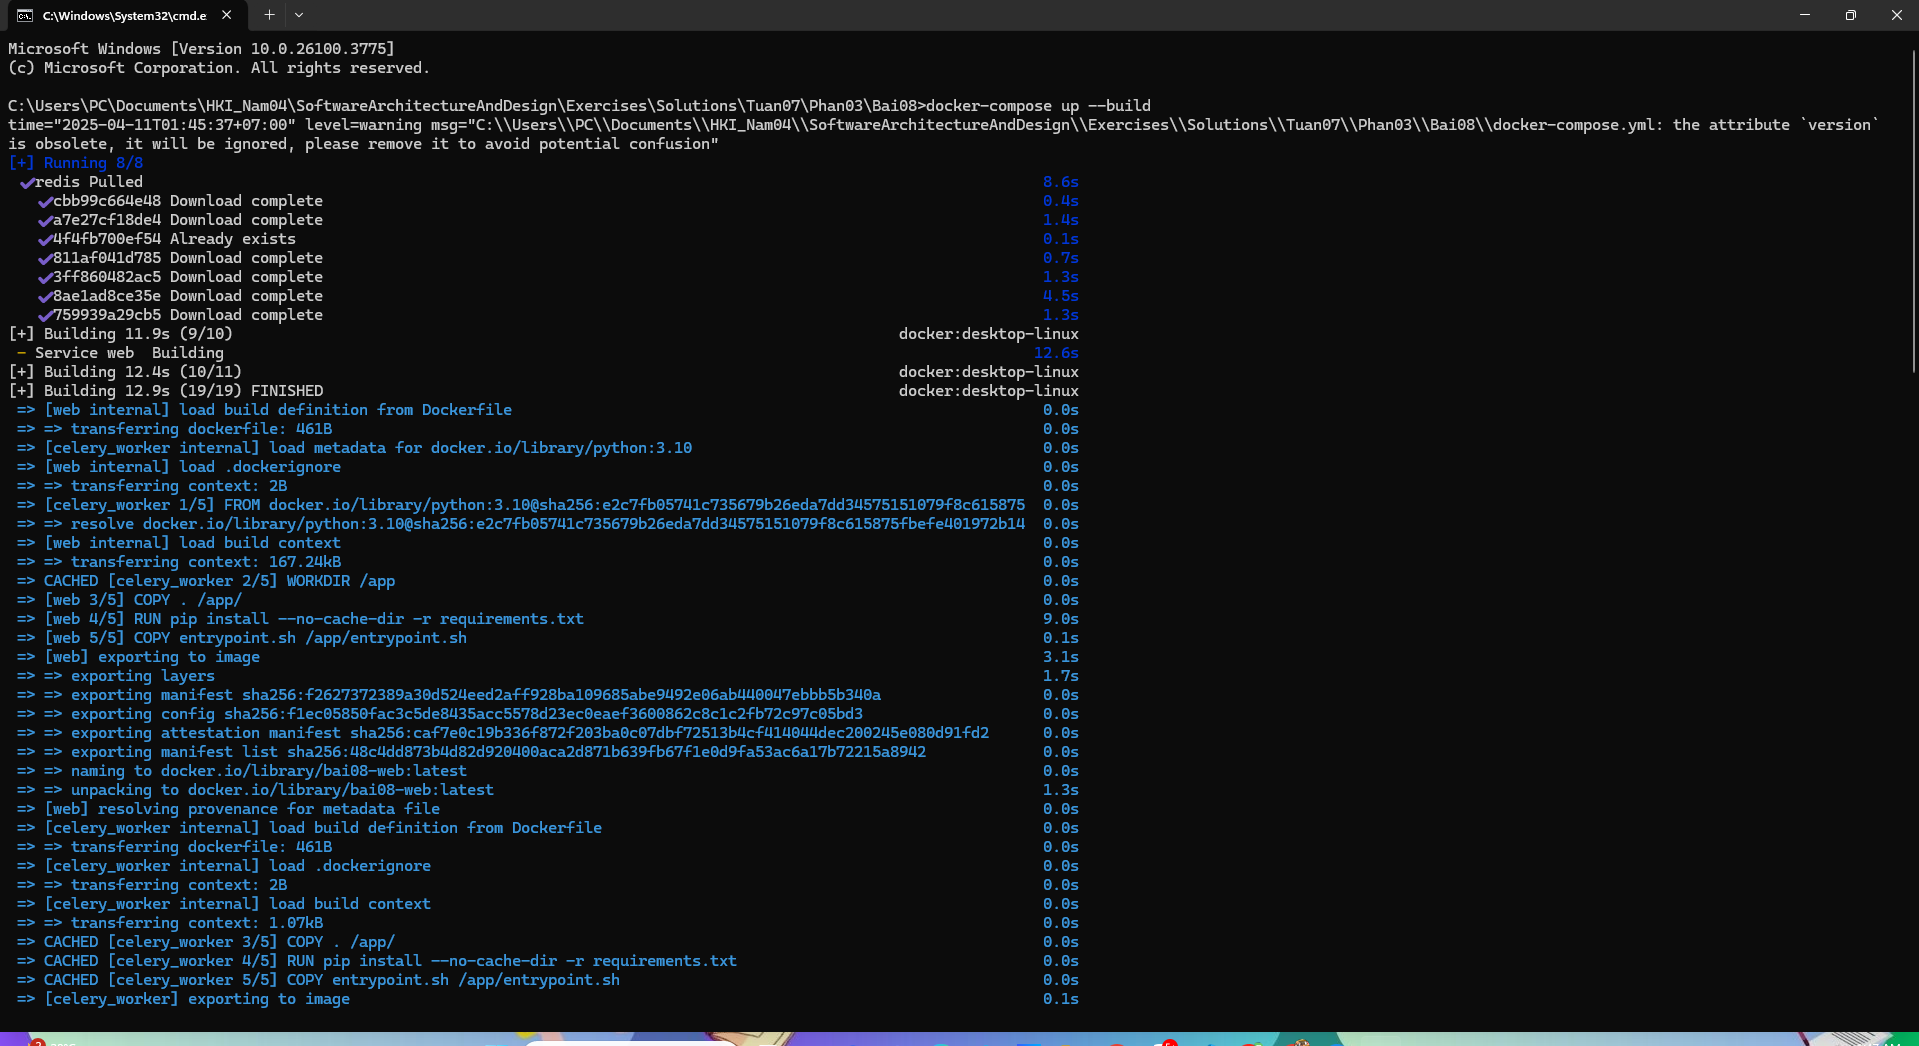 C:\Windows\System32\cmd.e
Microsoft Windows [Version 10.0.26100.3775]
(c) Microsoft Corporation. All rights reserved.
C:\Users\PC\Documents\HKI_Nam04\SoftwareArchitectureAndDesign\Exercises\Solutions\Tuan07\Phan03\Bai08>docker-compose up --build
time="2025-04-11T01:45:37+07:00" level=warning msg="C:\\Users\\PC\\Documents\\HKI_Nam04\\SoftwareArchitectureAndDesign\\Exercises\\Solutions\\Tuan07\\Phan03\\Bai08\\docker-compose.yml: the attribute `version`
is obsolete, it will be ignored, please remove it to avoid potential confusion"
[+] Running 8/8
✔redis Pulled 8.6s
✔cbb99c664e48 Download complete 0.4s
✔a7e27cf18de4 Download complete 1.4s
✔4f4fb700ef54 Already exists 0.1s
✔811af041d785 Download complete 0.7s
✔3ff860482ac5 Download complete 1.3s
✔8ae1ad8ce35e Download complete 4.5s
✔759939a29cb5 Download complete 1.3s
[+] Building 11.9s (9/10) docker:desktop-linux
- Service web  Building 12.6s
[+] Building 12.4s (10/11) docker:desktop-linux
[+] Building 12.9s (19/19) FINISHED docker:desktop-linux
=> [web internal] load build definition from Dockerfile 0.0s
=> => transferring dockerfile: 461B 0.0s
=> [celery_worker internal] load metadata for docker.io/library/python:3.10 0.0s
=> [web internal] load .dockerignore 0.0s
=> => transferring context: 2B 0.0s
=> [celery_worker 1/5] FROM docker.io/library/python:3.10@sha256:e2c7fb05741c735679b26eda7dd34575151079f8c615875 0.0s
=> => resolve docker.io/library/python:3.10@sha256:e2c7fb05741c735679b26eda7dd34575151079f8c615875fbefe401972b14 0.0s
=> [web internal] load build context 0.0s
=> => transferring context: 167.24kB 0.0s
=> CACHED [celery_worker 2/5] WORKDIR /app 0.0s
=> [web 3/5] COPY . /app/ 0.0s
=> [web 4/5] RUN pip install --no-cache-dir -r requirements.txt 9.0s
=> [web 5/5] COPY entrypoint.sh /app/entrypoint.sh 0.1s
=> [web] exporting to image 3.1s
=> => exporting layers 1.7s
=> => exporting manifest sha256:f2627372389a30d524eed2aff928ba109685abe9492e06ab440047ebbb5b340a 0.0s
=> => exporting config sha256:f1ec05850fac3c5de8435acc5578d23ec0eaef3600862c8c1c2fb72c97c05bd3 0.0s
=> => exporting attestation manifest sha256:caf7e0c19b336f872f203ba0c07dbf72513b4cf414044dec200245e080d91fd2 0.0s
=> => exporting manifest list sha256:48c4dd873b4d82d920400aca2d871b639fb67f1e0d9fa53ac6a17b72215a8942 0.0s
=> => naming to docker.io/library/bai08-web:latest 0.0s
=> => unpacking to docker.io/library/bai08-web:latest 1.3s
=> [web] resolving provenance for metadata file 0.0s
=> [celery_worker internal] load build definition from Dockerfile 0.0s
=> => transferring dockerfile: 461B 0.0s
=> [celery_worker internal] load .dockerignore 0.0s
=> => transferring context: 2B 0.0s
=> [celery_worker internal] load build context 0.0s
=> => transferring context: 1.07kB 0.0s
=> CACHED [celery_worker 3/5] COPY . /app/ 0.0s
=> CACHED [celery_worker 4/5] RUN pip install --no-cache-dir -r requirements.txt 0.0s
=> CACHED [celery_worker 5/5] COPY entrypoint.sh /app/entrypoint.sh 0.0s
=> [celery_worker] exporting to image 0.1s